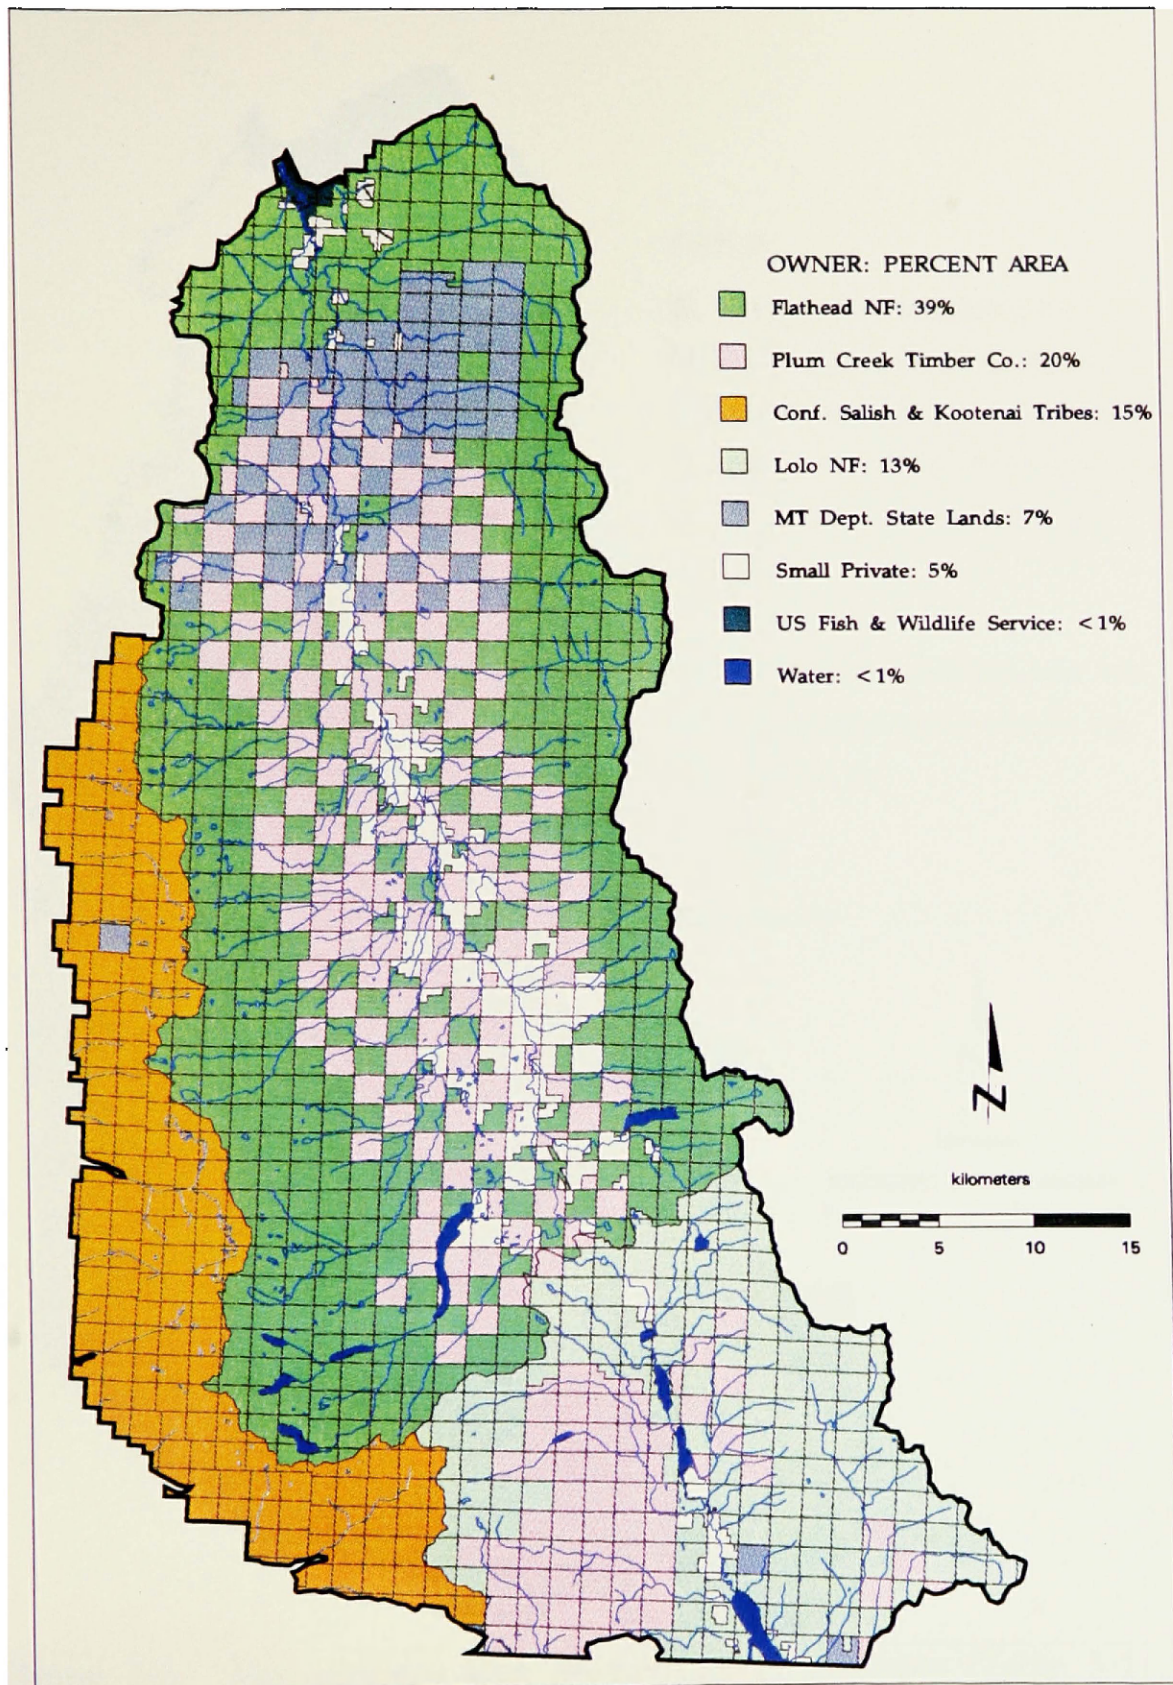 OWNER: PERCENT AREA
Flathead NF: 39%
Plum Creek Timber Co.: 20%
Conf. Salish & Kootenai Tribes: 15%
Lolo NF: 13%
MT Dept. State Lands: 7%
Small Private: 5%
US Fish & Wildlife Service: <1%
Water: <1%
N
kilometers
0 5 10 15